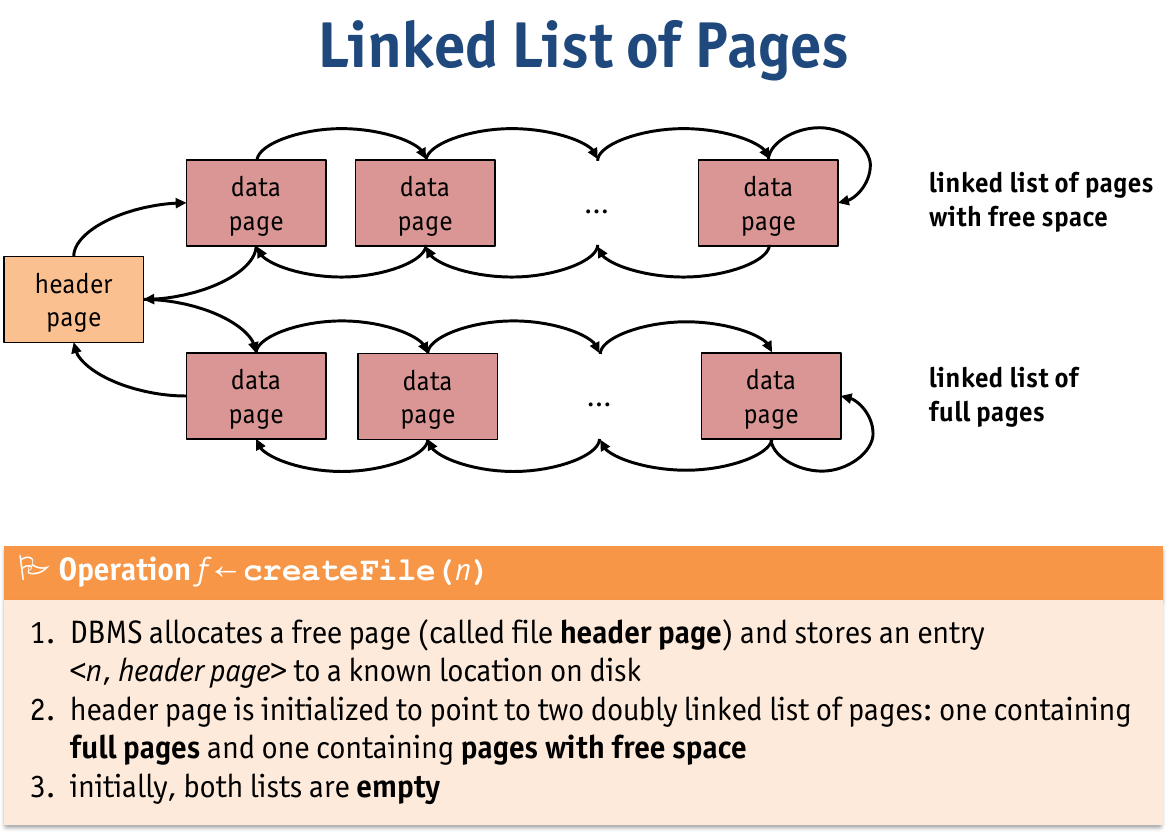 Linked List of Pages
data page
data page
...
data page
linked list of pages
with free space
header page
data page
data page
...
data page
linked list of
full pages
Operation f ← createFile(n)
1. DBMS allocates a free page (called file header page) and stores an entry
<n, header page> to a known location on disk
2. header page is initialized to point to two doubly linked list of pages: one containing
full pages and one containing pages with free space
3. initially, both lists are empty